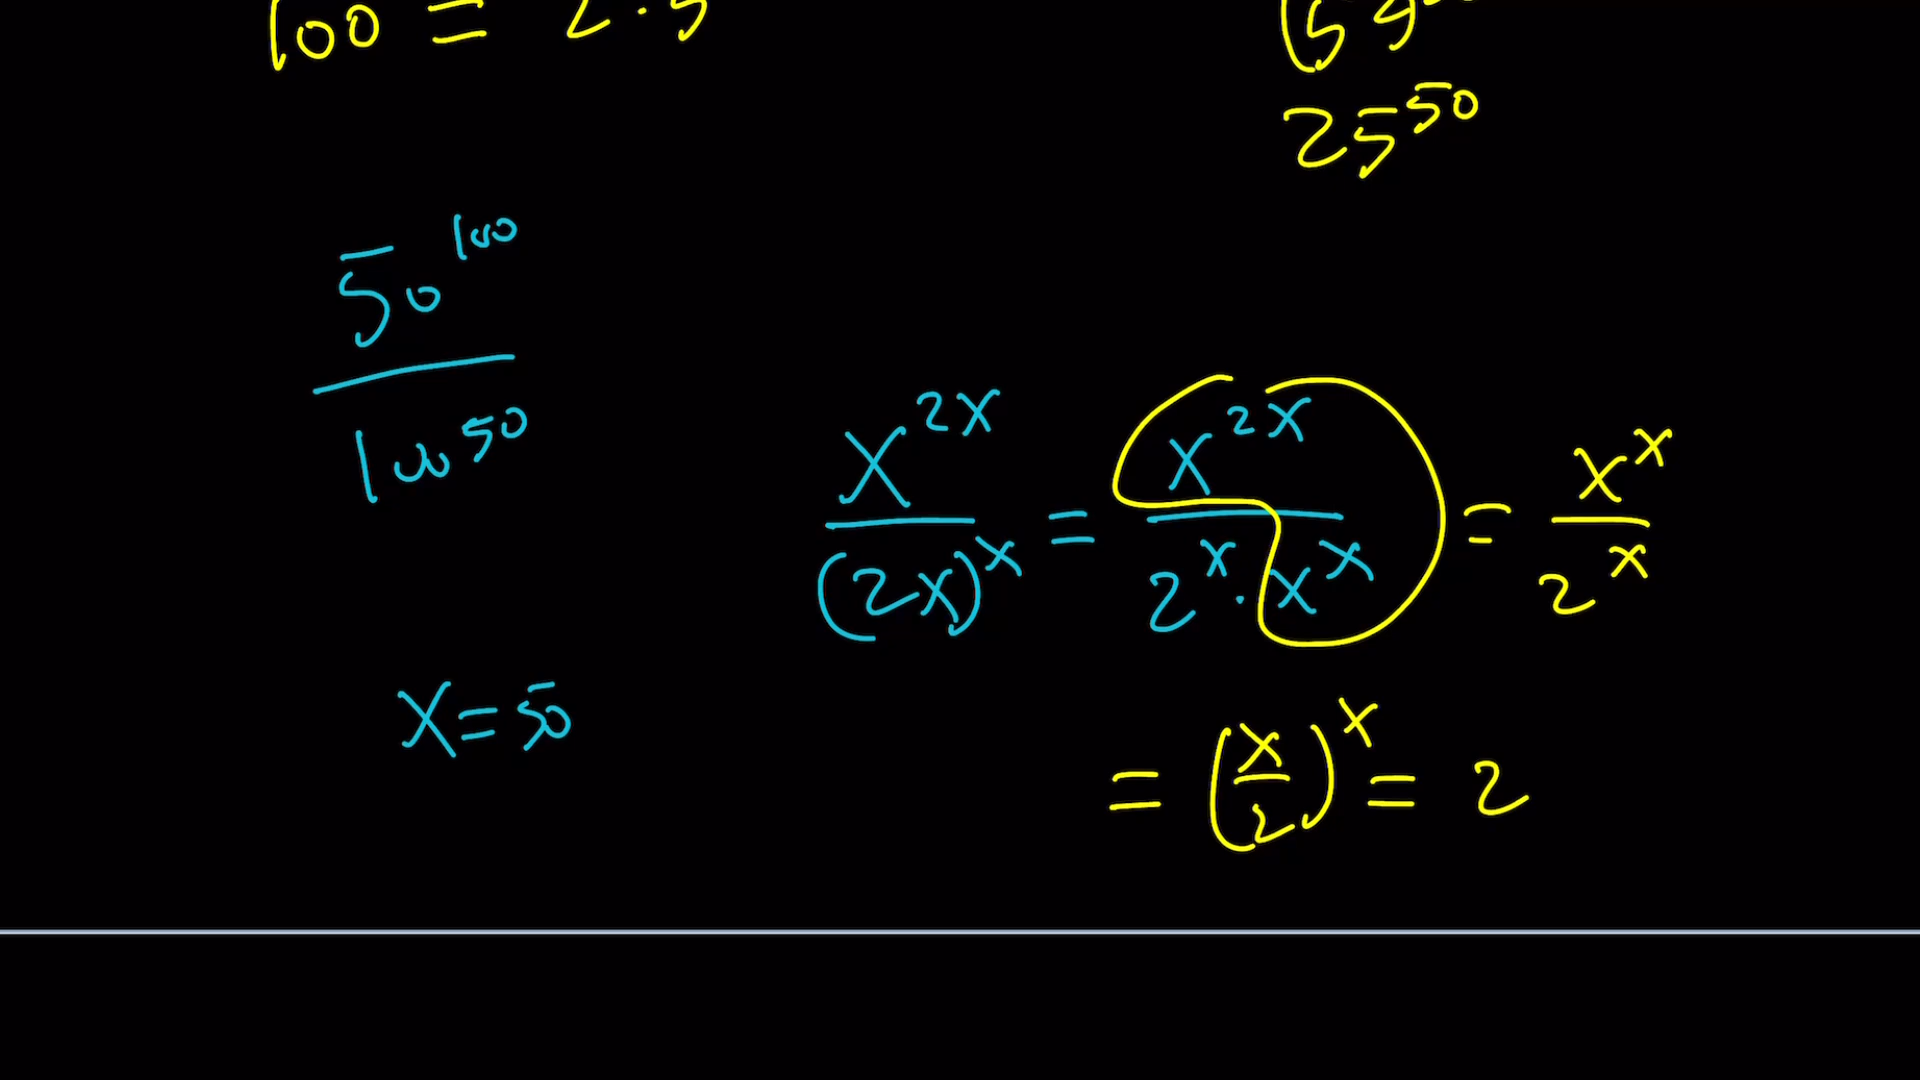 100 = 2 · 5
25^50
50^100 / 100^50
x^2x / (2x)^x = x^2x / 2^x · x^x = x^x / 2^x
x = 50
= (x/2)^x = 2